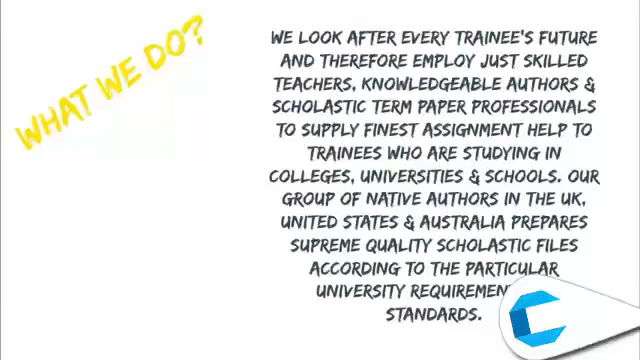 WHAT WE DO?
WE LOOK AFTER EVERY TRAINEE'S FUTURE
AND THEREFORE EMPLOY JUST SKILLED
TEACHERS, KNOWLEDGEABLE AUTHORS &
SCHOLASTIC TERM PAPER PROFESSIONALS
TO SUPPLY FINEST ASSIGNMENT HELP TO
TRAINEES WHO ARE STUDYING IN
COLLEGES, UNIVERSITIES & SCHOOLS. OUR
GROUP OF NATIVE AUTHORS IN THE UK,
UNITED STATES & AUSTRALIA PREPARES
SUPREME QUALITY SCHOLASTIC FILES
ACCORDING TO THE PARTICULAR
UNIVERSITY
STANDARDS.